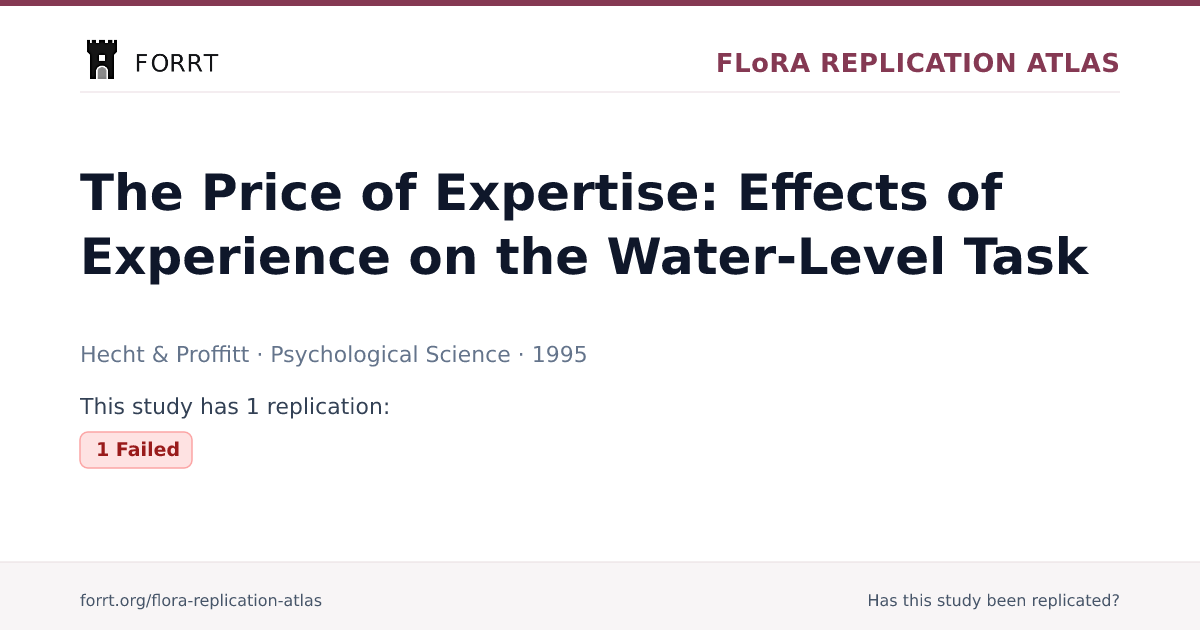 FORRT
FLoRA REPLICATION ATLAS
The Price of Expertise: Effects of
Experience on the Water-Level Task
Hecht & Proffitt · Psychological Science · 1995
This study has 1 replication:
1 Failed
forrt.org/flora-replication-atlas
Has this study been replicated?